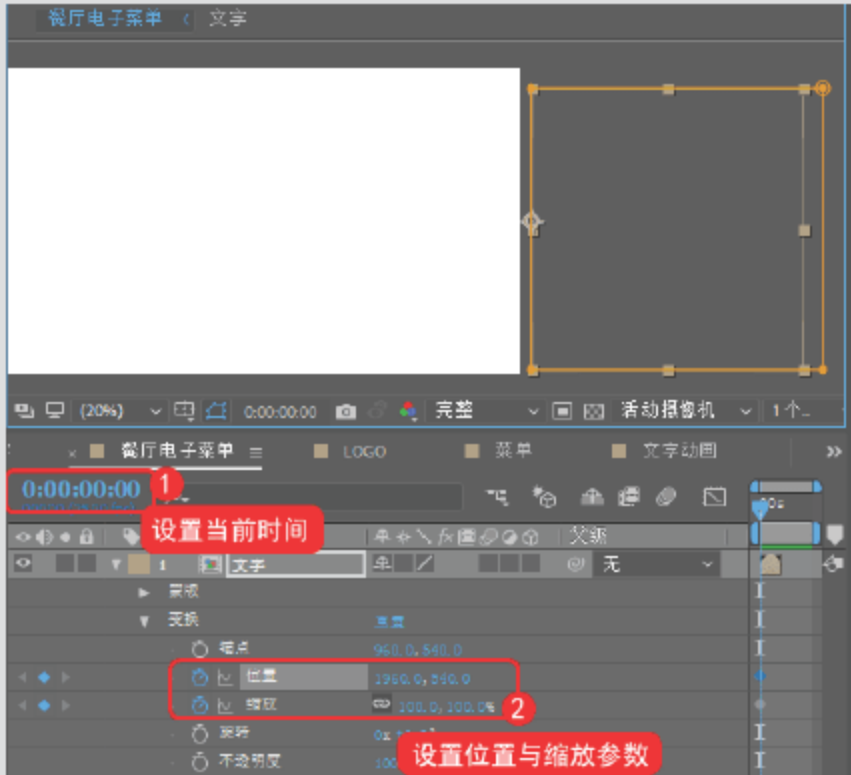 餐厅电子菜单 〈 文字
(20%) 0:00:00:00 完整 活动摄像机 1个...
× 餐厅电子菜单 ≡ LOGO 菜单 文字动画 »
0:00:00:00 1
设置当前时间
父级
1 文字 无
蒙版
变换 重置
锚点 960.0, 540.0
位置 1960.0, 540.0
缩放 100.0, 100.0% 2
旋转 0x
不透明度 100
设置位置与缩放参数